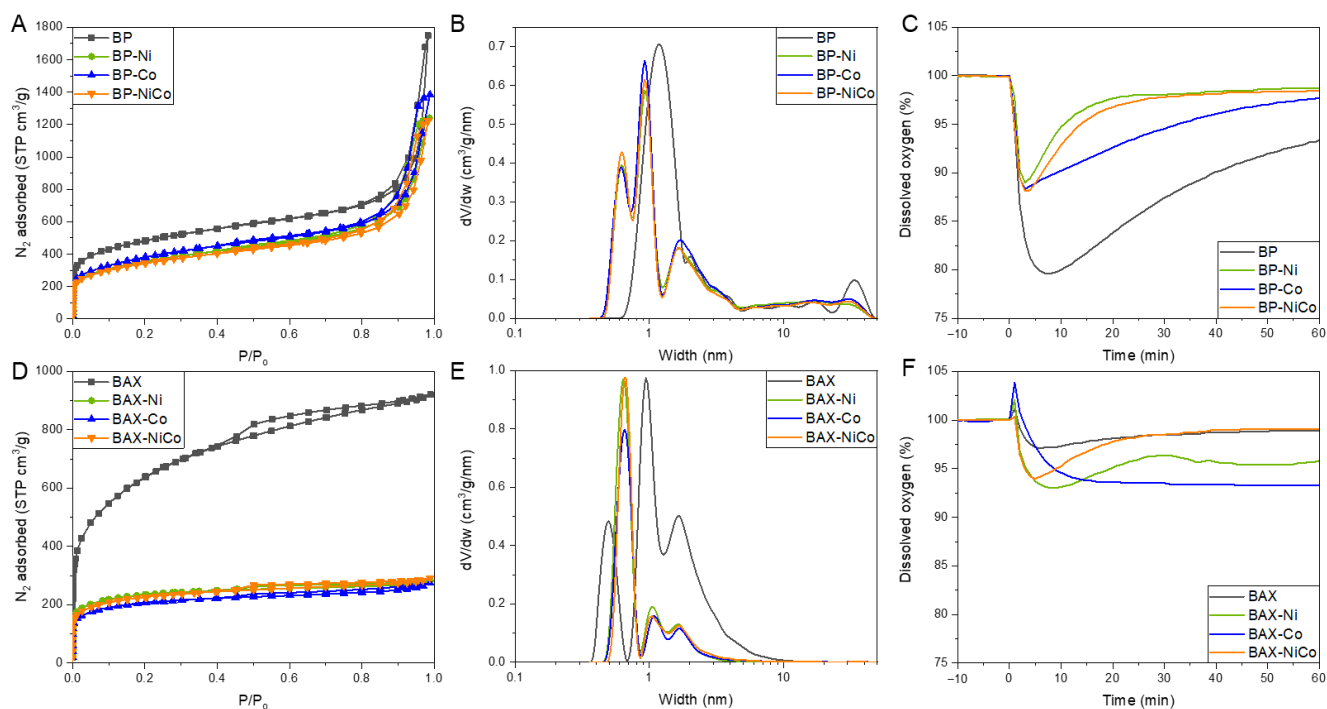 A
1800
1600
1400
1200
1000
800
600
400
200
0
0.0 0.2 0.4 0.6 0.8 1.0
N₂ adsorbed (STP cm³/g)
P/P₀
BP
BP-Ni
BP-Co
BP-NiCo
B
0.7
0.6
0.5
0.4
0.3
0.2
0.1
0.0
0.1 1 10
dV/dw (cm³/g/nm)
Width (nm)
BP
BP-Ni
BP-Co
BP-NiCo
C
105
100
95
90
85
80
75
−10 0 10 20 30 40 50 60
Dissolved oxygen (%)
Time (min)
BP
BP-Ni
BP-Co
BP-NiCo
D
1000
800
600
400
200
0
0.0 0.2 0.4 0.6 0.8 1.0
N₂ adsorbed (STP cm³/g)
P/P₀
BAX
BAX-Ni
BAX-Co
BAX-NiCo
E
1.0
0.8
0.6
0.4
0.2
0.0
0.1 1 10
dV/dw (cm³/g/nm)
Width (nm)
BAX
BAX-Ni
BAX-Co
BAX-NiCo
F
105
100
95
90
85
80
75
−10 0 10 20 30 40 50 60
Dissolved oxygen (%)
Time (min)
BAX
BAX-Ni
BAX-Co
BAX-NiCo